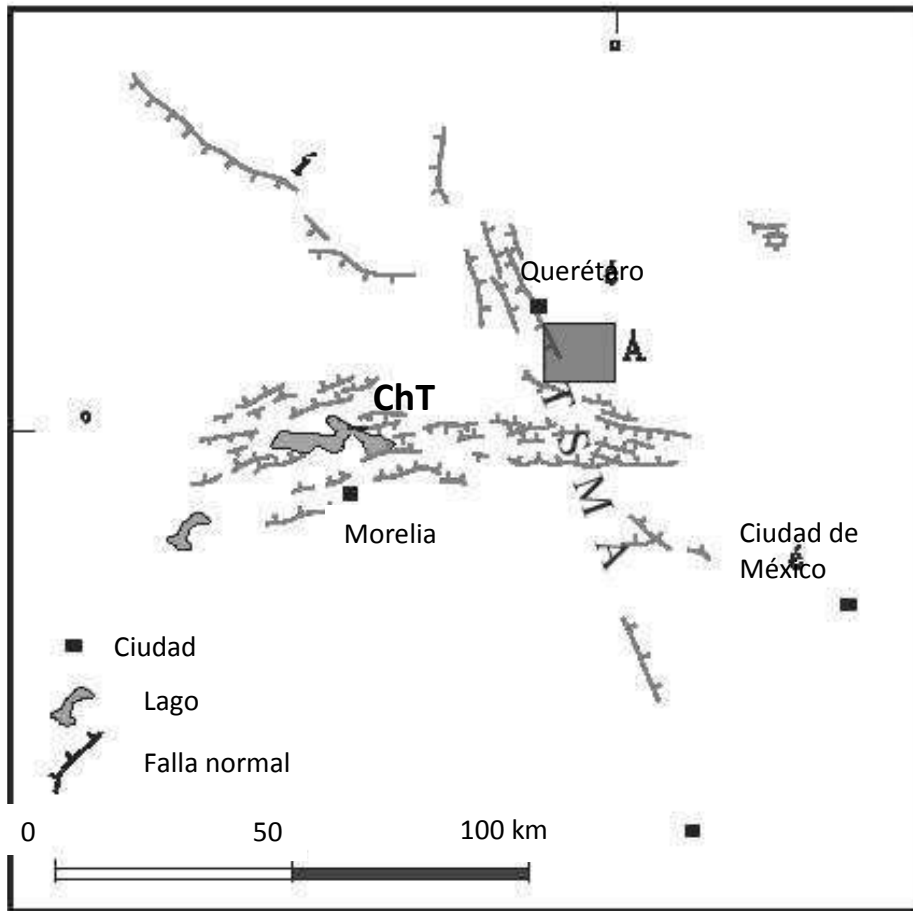 Querétaro
A
ChT
T
S
M
A
Morelia
Ciudad de
México
Ciudad
Lago
Falla normal
0 50 100 km